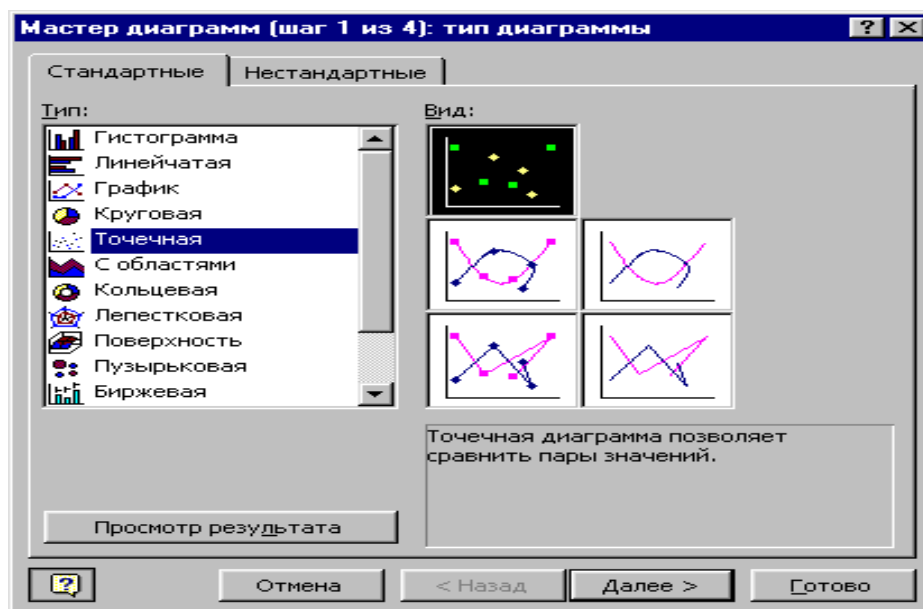 Мастер диаграмм (шаг 1 из 4): тип диаграммы
Стандартные
Нестандартные
Тип:
Гистограмма
Линейчатая
График
Круговая
Точечная
С областями
Кольцевая
Лепестковая
Поверхность
Пузырьковая
Биржевая
Вид:
Точечная диаграмма позволяет
сравнить пары значений.
Просмотр результата
Отмена
< Назад
Далее >
Готово